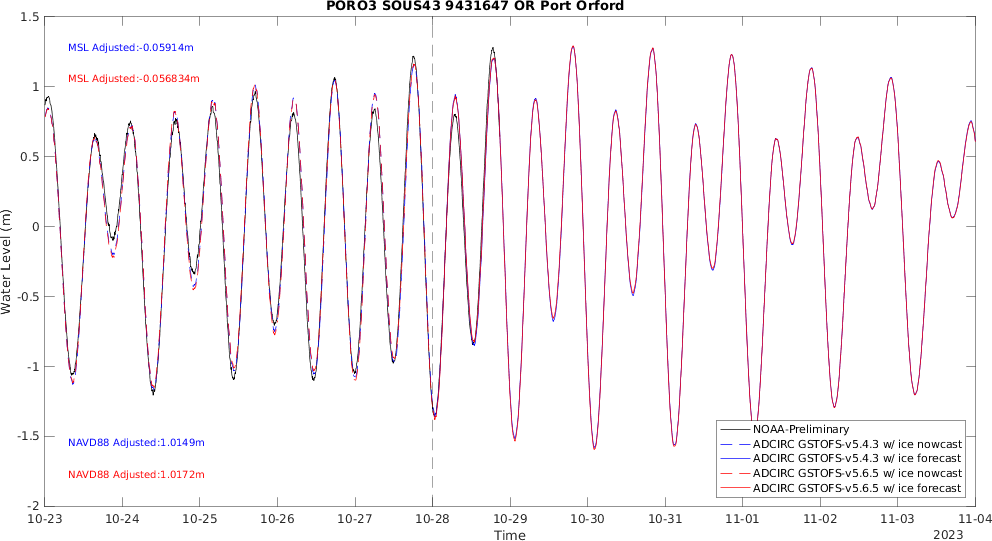 PORO3 SOUS43 9431647 OR Port Orford
MSL Adjusted:-0.05914m
MSL Adjusted:-0.056834m
NAVD88 Adjusted:1.0149m
NAVD88 Adjusted:1.0172m
Water Level (m)
1.5
1
0.5
0
-0.5
-1
-1.5
-2
NOAA-Preliminary
ADCIRC GSTOFS-v5.4.3 w/ ice nowcast
ADCIRC GSTOFS-v5.4.3 w/ ice forecast
ADCIRC GSTOFS-v5.6.5 w/ ice nowcast
ADCIRC GSTOFS-v5.6.5 w/ ice forecast
10-23 10-24 10-25 10-26 10-27 10-28 10-29 10-30 10-31 11-01 11-02 11-03 11-04
Time
2023